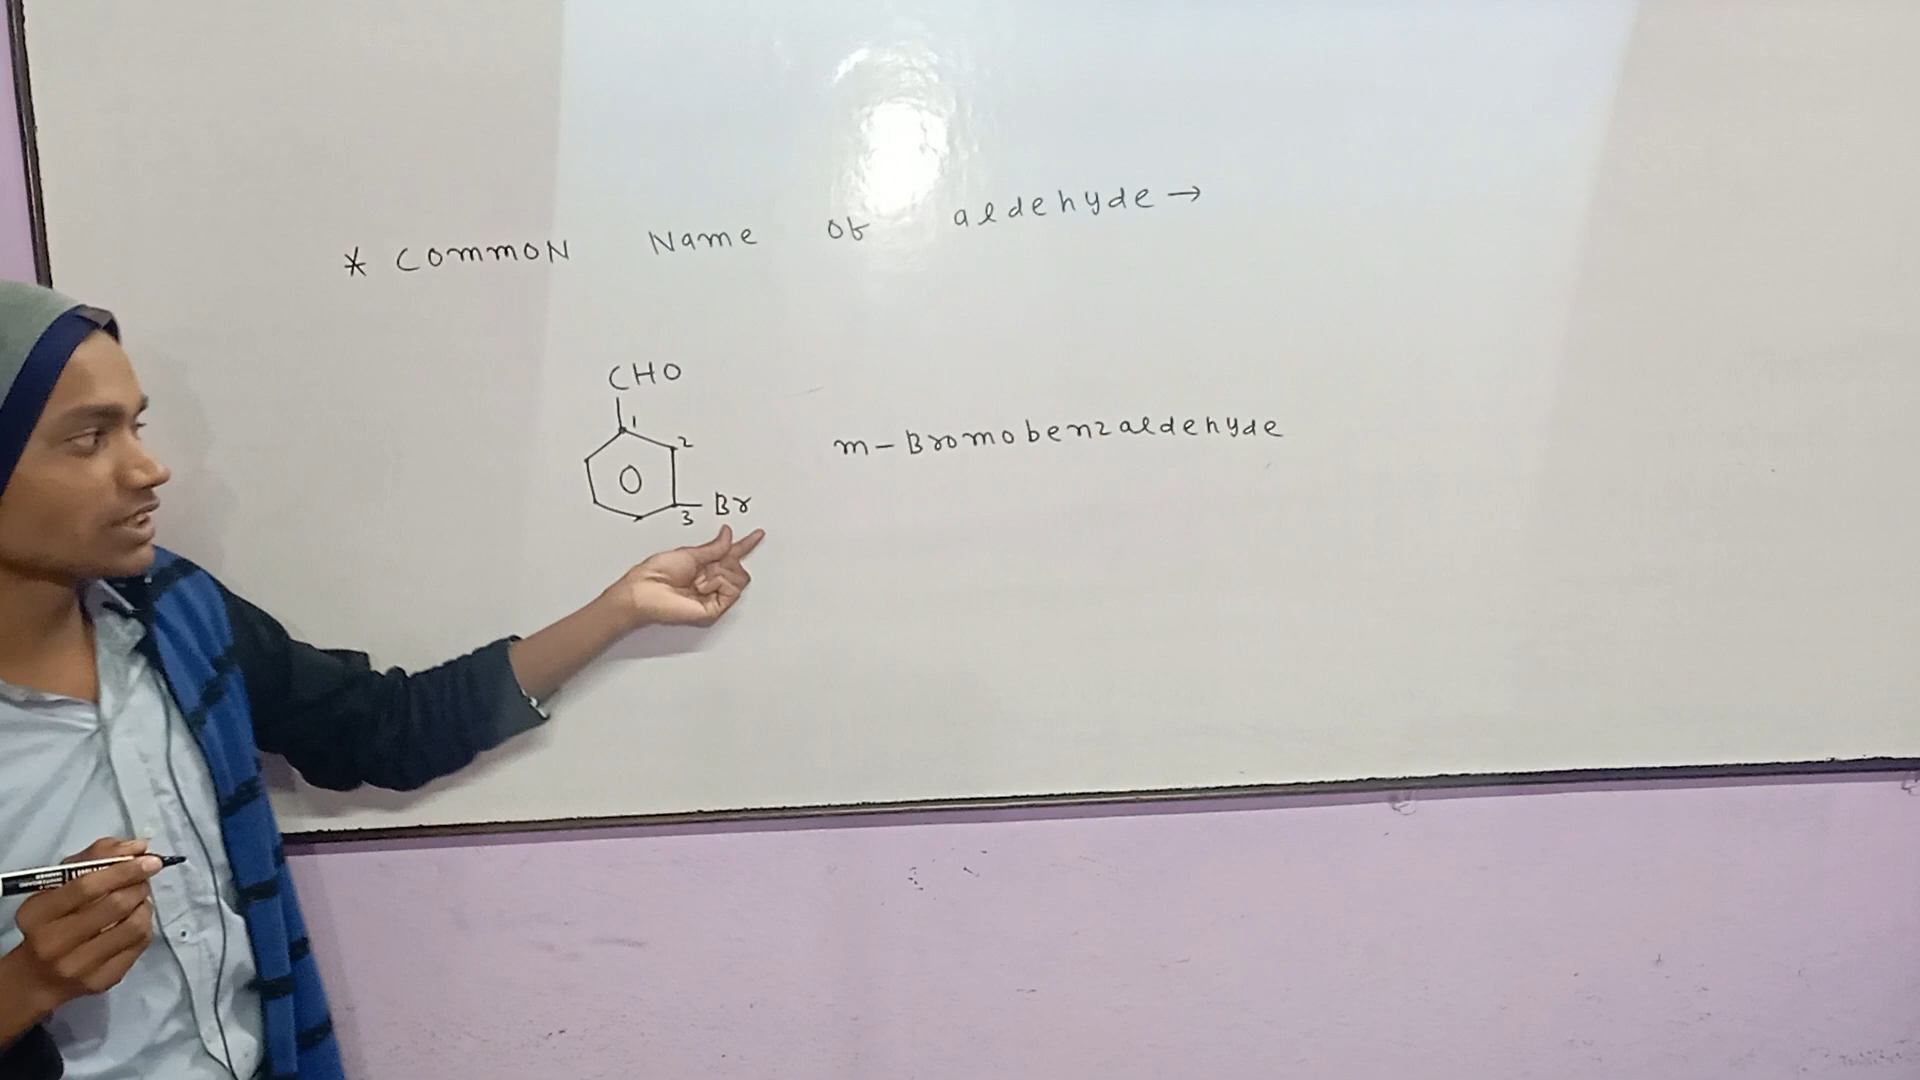 * Common Name of aldehyde →
CHO
1
2
m-Bromobenzaldehyde
3 Br